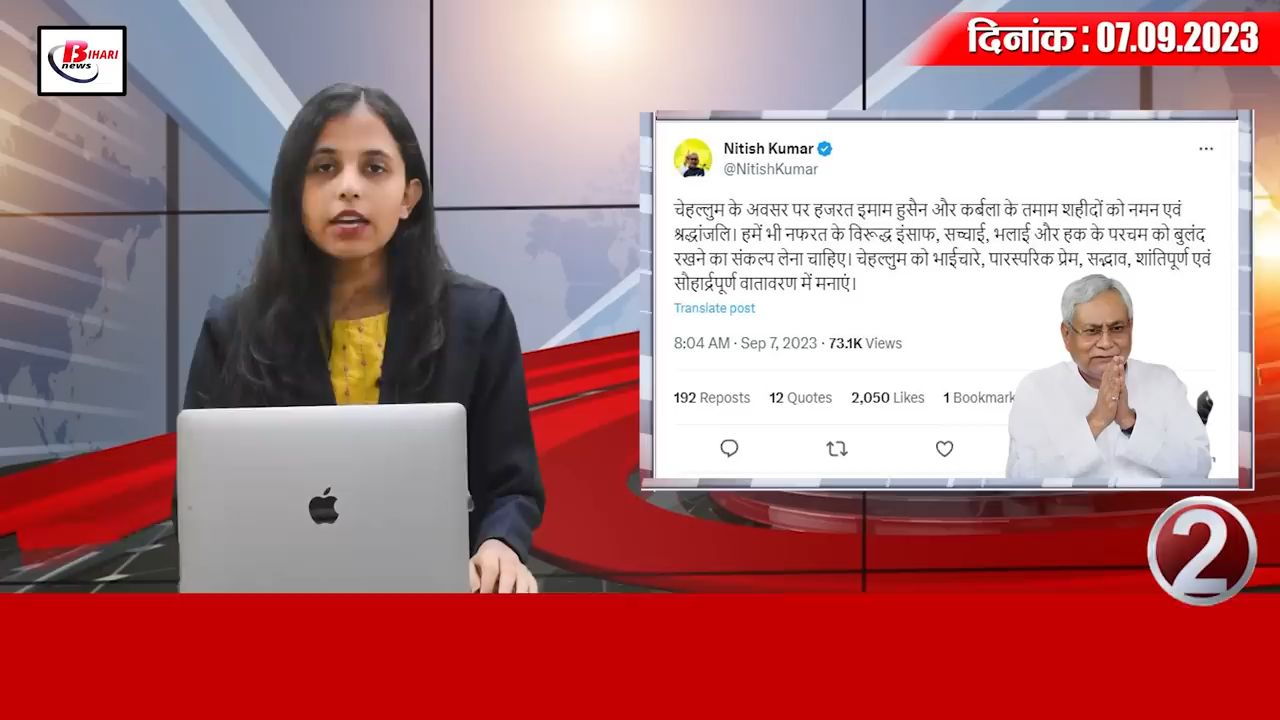 BIHARI
news
दिनांक : 07.09.2023
Nitish Kumar
@NitishKumar
चेहल्लुम के अवसर पर हजरत इमाम हुसैन और कर्बला के तमाम शहीदों को नमन एवं
श्रद्धांजलि। हमें भी नफरत के विरूद्ध इंसाफ, सच्चाई, भलाई और हक के परचम को बुलंद
रखने का संकल्प लेना चाहिए। चेहल्लुम को भाईचारे, पारस्परिक प्रेम, सद्भाव, शांतिपूर्ण एवं
सौहार्द्रपूर्ण वातावरण में मनाएं।
Translate post
8:04 AM · Sep 7, 2023 · 73.1K Views
192 Reposts 12 Quotes 2,050 Likes 1 Bookmark
2